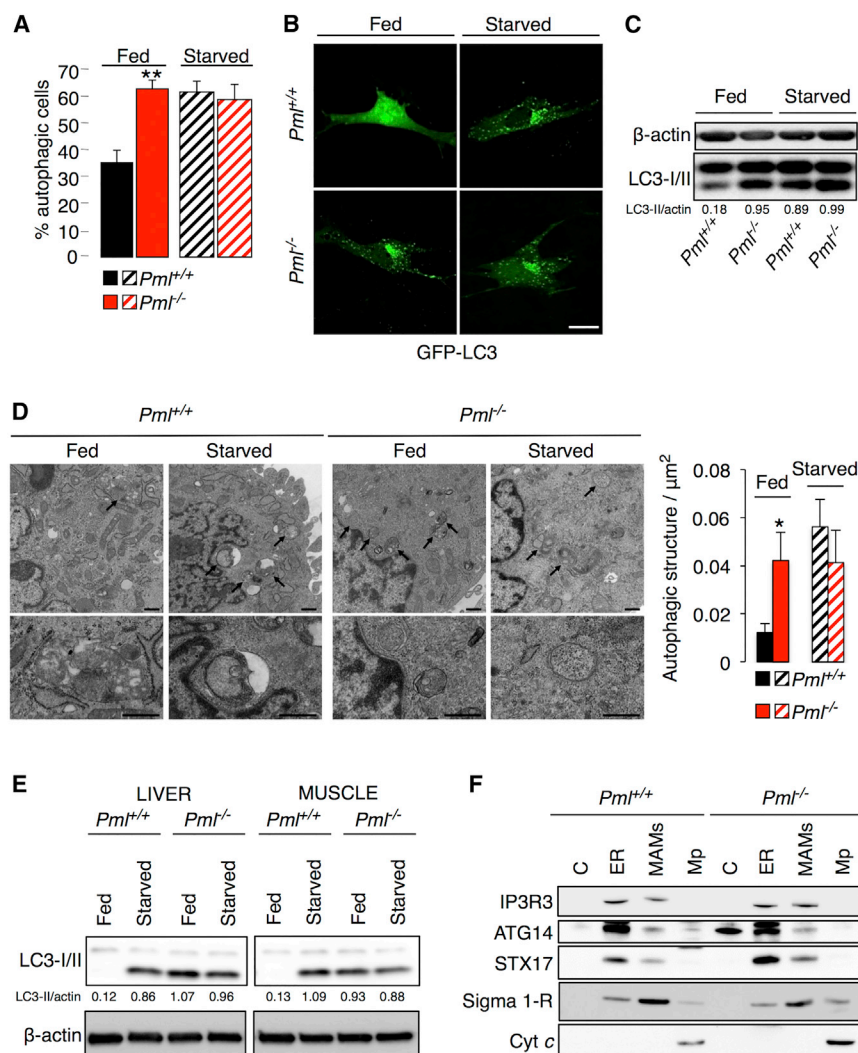 A
Fed Starved
**
70
60
50
40
30
20
10
0
% autophagic cells
Pml+/+
Pml-/-
B
Fed Starved
Pml+/+
Pml-/-
GFP-LC3
C
Fed Starved
β-actin
LC3-I/II
LC3-II/actin 0.18 0.95 0.89 0.99
Pml+/+ Pml-/- Pml+/+ Pml-/-
D
Pml+/+ Pml-/-
Fed Starved Fed Starved
Autophagic structure / µm2
0.08
0.06
0.04
0.02
0
Fed Starved
*
Pml+/+
Pml-/-
E
LIVER MUSCLE
Pml+/+ Pml-/- Pml+/+ Pml-/-
Fed Starved Fed Starved Fed Starved Fed Starved
LC3-I/II
LC3-II/actin 0.12 0.86 1.07 0.96 0.13 1.09 0.93 0.88
β-actin
F
Pml+/+ Pml-/-
C ER MAMs Mp C ER MAMs Mp
IP3R3
ATG14
STX17
Sigma 1-R
Cyt c